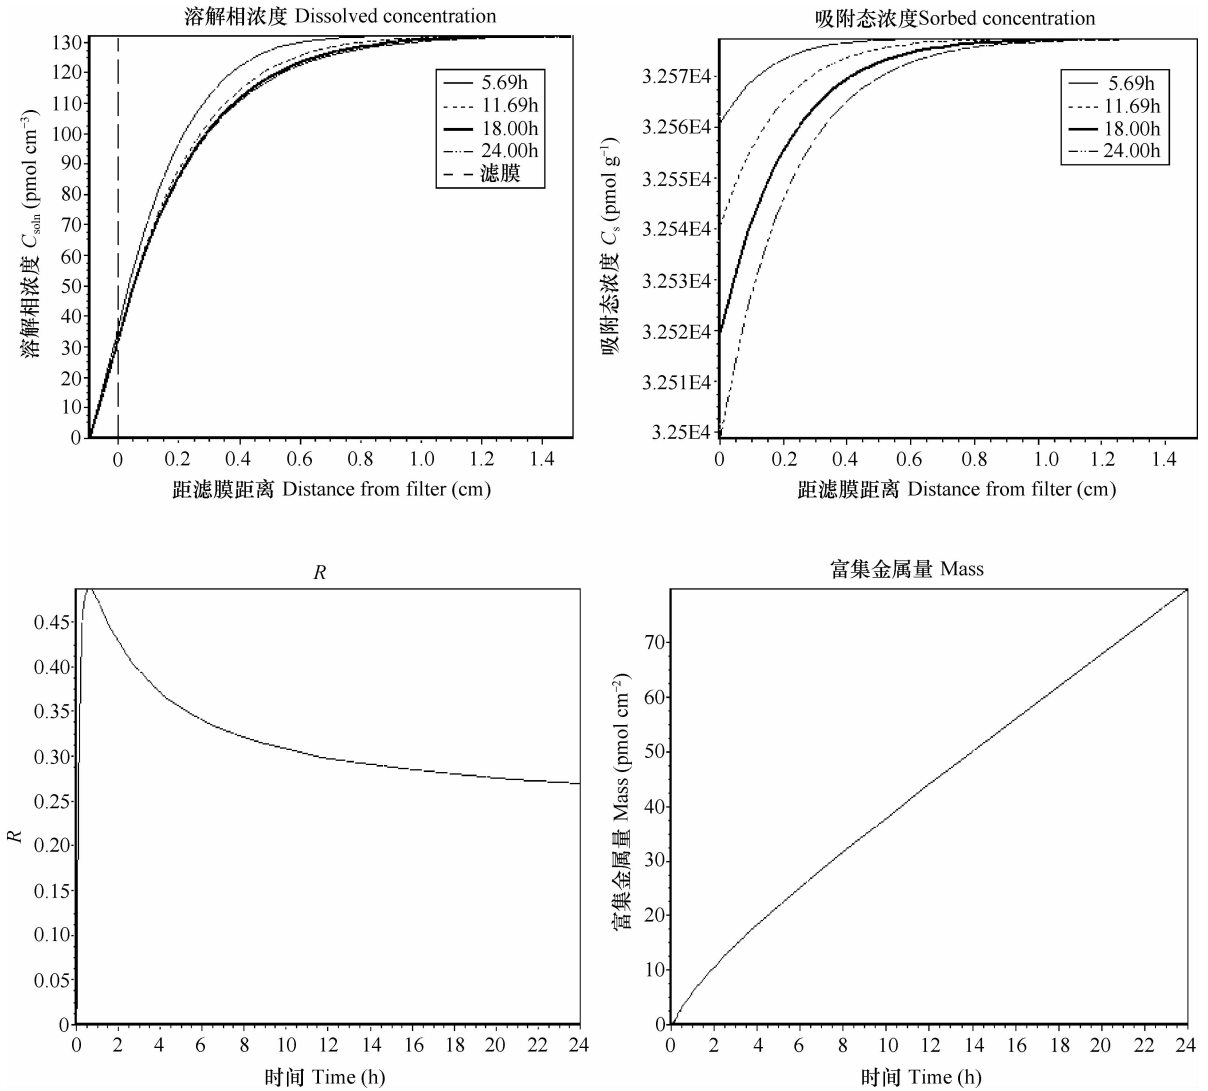 溶解相浓度 Dissolved concentration
130
120
110
100
90
80
70
60
50
40
30
20
10
0
溶解相浓度 Csoln (pmol cm⁻³)
5.69h
11.69h
18.00h
24.00h
滤膜
0 0.2 0.4 0.6 0.8 1.0 1.2 1.4
距滤膜距离 Distance from filter (cm)
吸附态浓度Sorbed concentration
3.257E4
3.256E4
3.255E4
3.254E4
3.253E4
3.252E4
3.251E4
3.25E4
吸附态浓度 Cs (pmol g⁻¹)
5.69h
11.69h
18.00h
24.00h
0 0.2 0.4 0.6 0.8 1.0 1.2 1.4
距滤膜距离 Distance from filter (cm)
R
0.45
0.40
0.35
0.30
0.25
0.20
0.15
0.10
0.05
0
R
0 2 4 6 8 10 12 14 16 18 20 22 24
时间 Time (h)
富集金属量 Mass
70
60
50
40
30
20
10
0
富集金属量 Mass (pmol cm⁻²)
0 2 4 6 8 10 12 14 16 18 20 22 24
时间 Time (h)